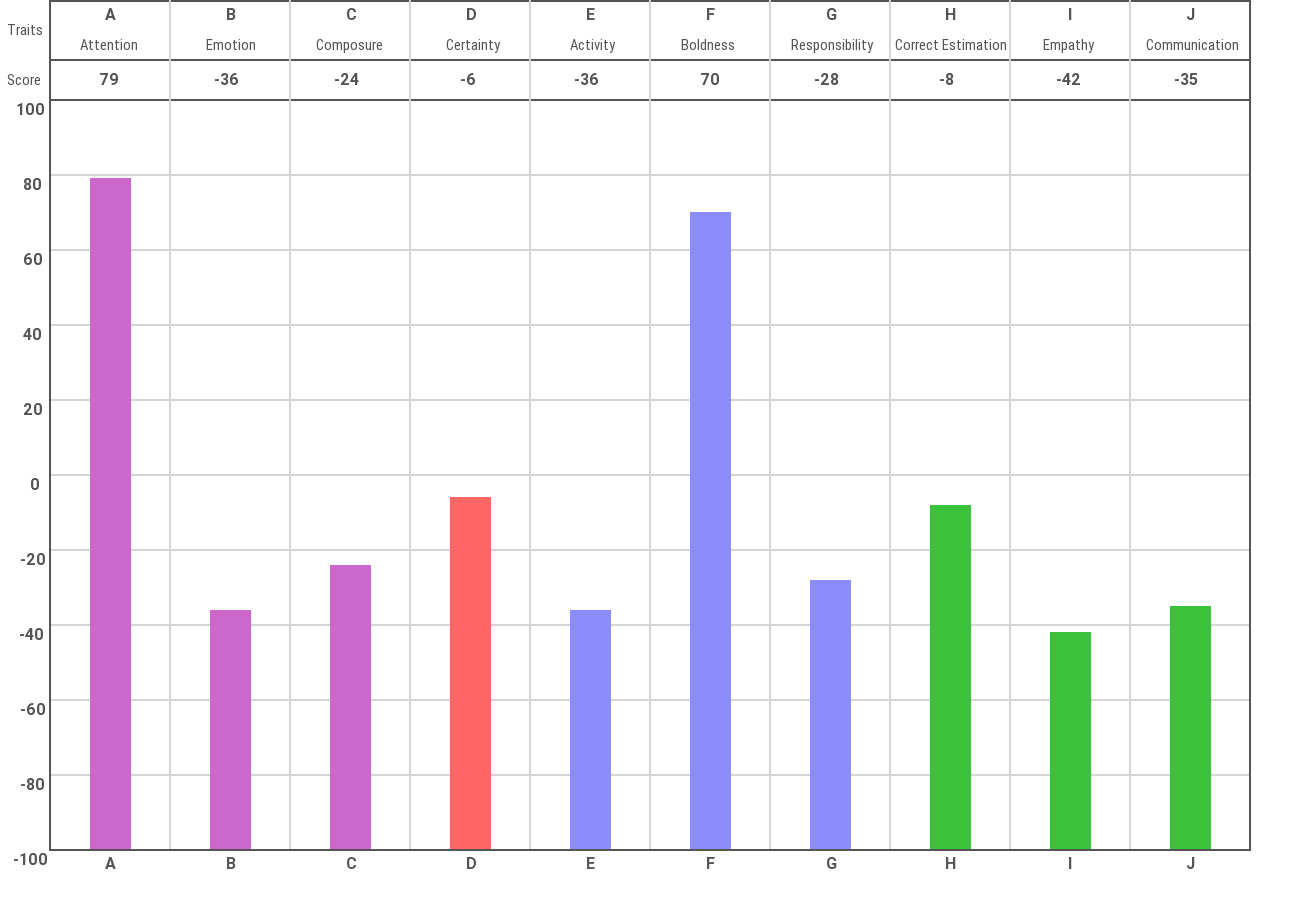 A B C D E F G H I J
Traits
Attention Emotion Composure Certainty Activity Boldness Responsibility Correct Estimation Empathy Communication
Score 79 -36 -24 -6 -36 70 -28 -8 -42 -35
100
80
60
40
20
0
-20
-40
-60
-80
-100
A B C D E F G H I J